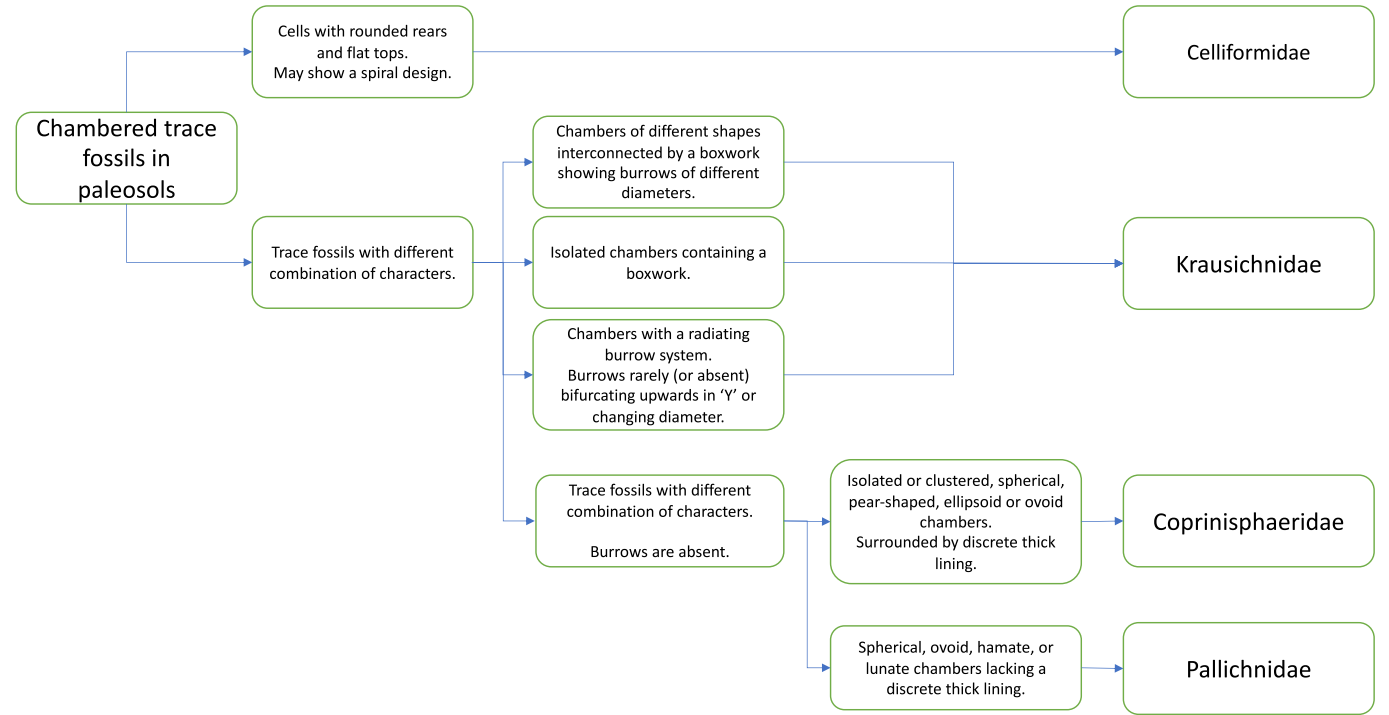 Cells with rounded rears
and flat tops.
May show a spiral design.
Celliformidae
Chambered trace
fossils in
paleosols
Chambers of different shapes
interconnected by a boxwork
showing burrows of different
diameters.
Trace fossils with different
combination of characters.
Isolated chambers containing a
boxwork.
Krausichnidae
Chambers with a radiating
burrow system.
Burrows rarely (or absent)
bifurcating upwards in ‘Y’ or
changing diameter.
Trace fossils with different
combination of characters.
Burrows are absent.
Isolated or clustered, spherical,
pear-shaped, ellipsoid or ovoid
chambers.
Surrounded by discrete thick
lining.
Coprinisphaeridae
Spherical, ovoid, hamate, or
lunate chambers lacking a
discrete thick lining.
Pallichnidae